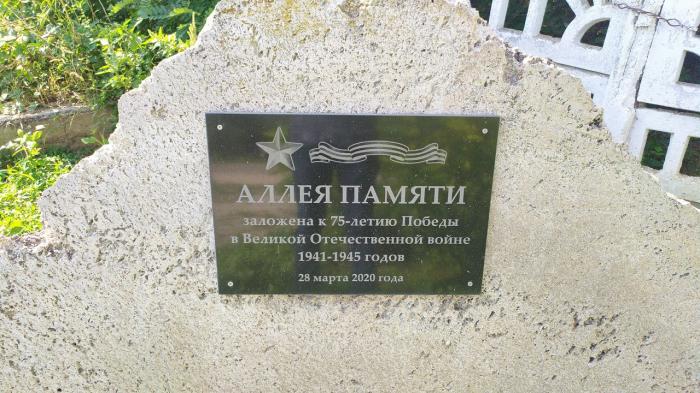 АЛЛЕЯ ПАМЯТИ
заложена к 75-летию Победы
в Великой Отечественной войне
1941-1945 годов
28 марта 2020 года